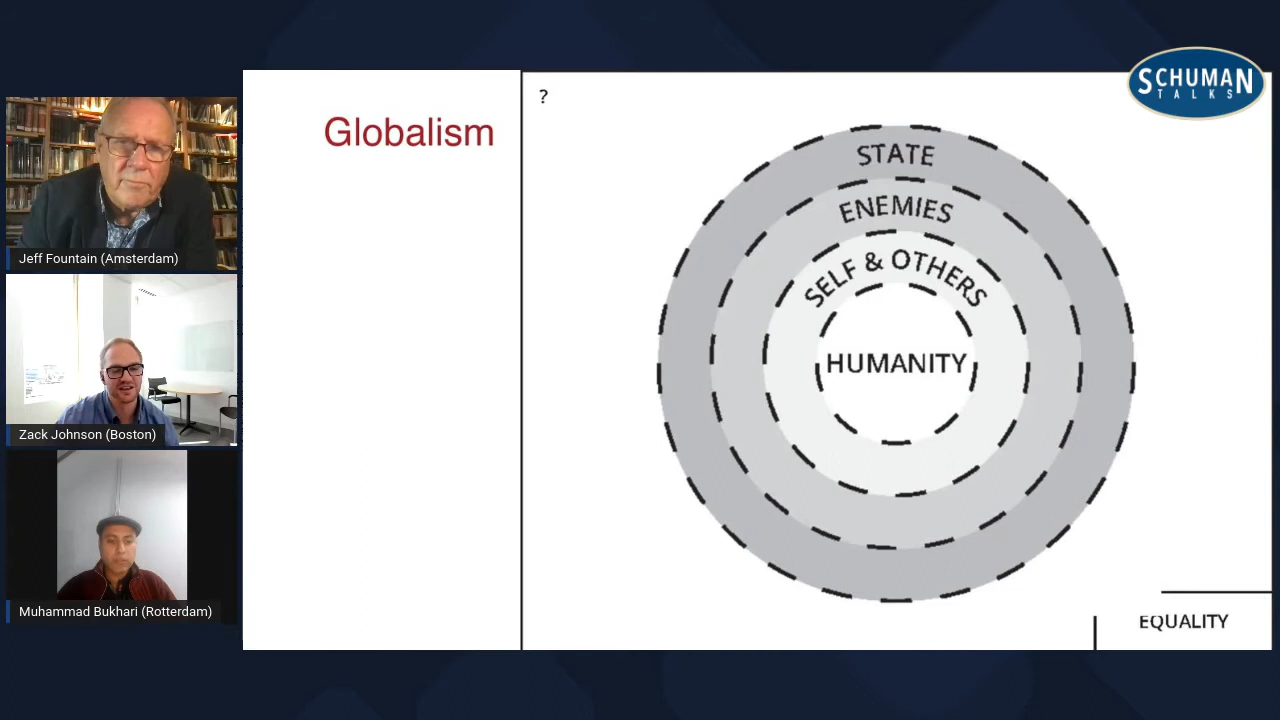 SCHUMAN
TALKS
Globalism
?
STATE
ENEMIES
SELF & OTHERS
HUMANITY
EQUALITY
Jeff Fountain (Amsterdam)
Zack Johnson (Boston)
Muhammad Bukhari (Rotterdam)